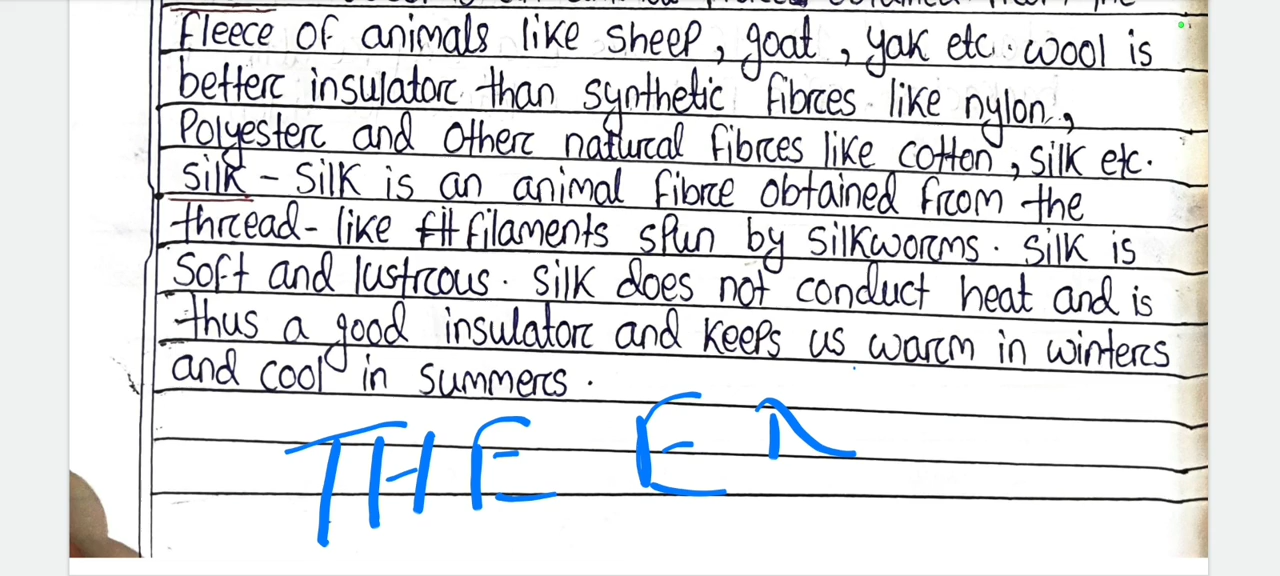 obtained from the
fleece of animals like sheep, goat, yak etc. wool is
better insulator than synthetic fibres like nylon,
Polyester and other natural fibres like cotton, silk etc.
silk - silk is an animal fibre obtained from the
thread-like filaments spun by silkworms. silk is
soft and lustrous. silk does not conduct heat and is
thus a good insulator and keeps us warm in winters
and cool in summers.
THE EN